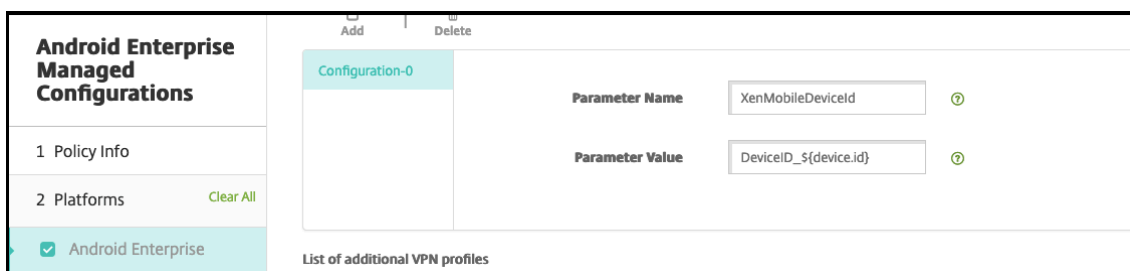 Add
Delete
Android Enterprise
Managed
Configurations
1 Policy Info
2 Platforms
Clear All
Android Enterprise
Configuration-0
Parameter Name
XenMobileDeviceId
Parameter Value
DeviceID_${device.id}
List of additional VPN profiles